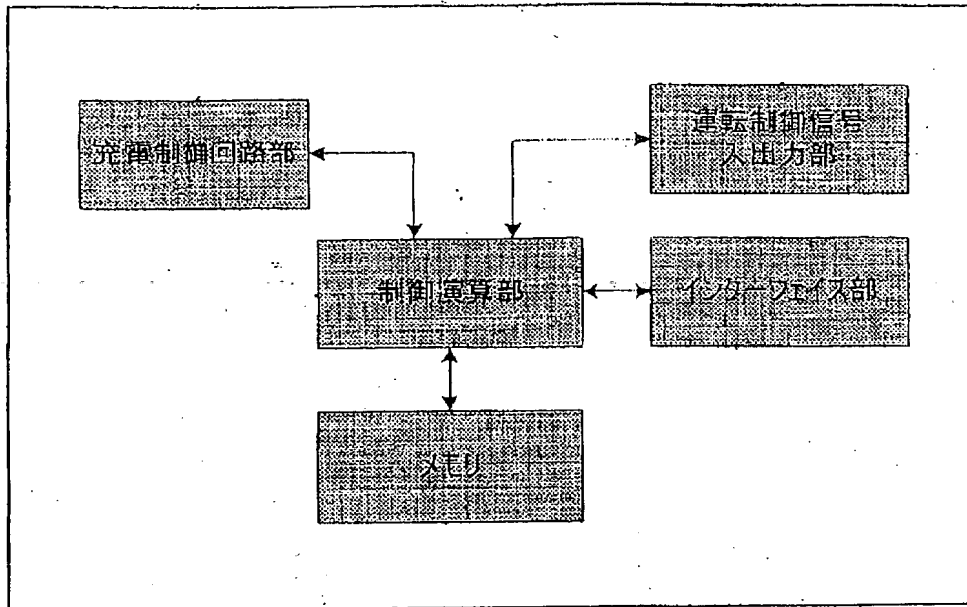 充電制御回路部
運転制御信号
入出力部
制御演算部
インターフェイス部
メモリ